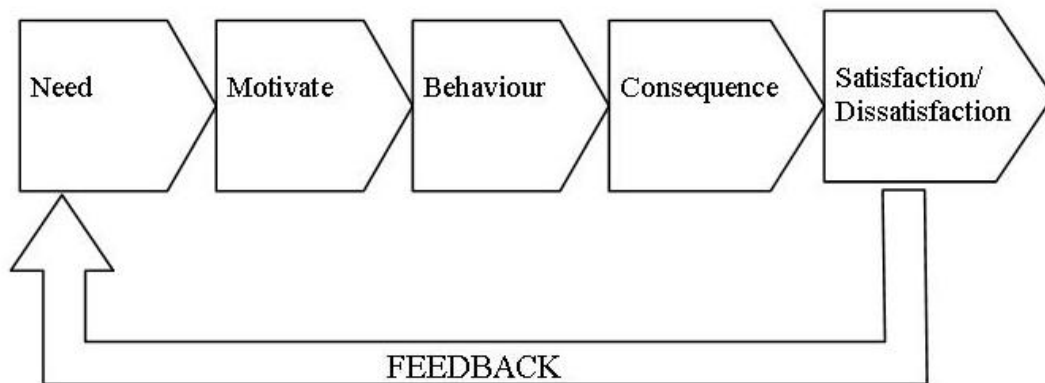 Need
Motivate
Behaviour
Consequence
Satisfaction/
Dissatisfaction
FEEDBACK